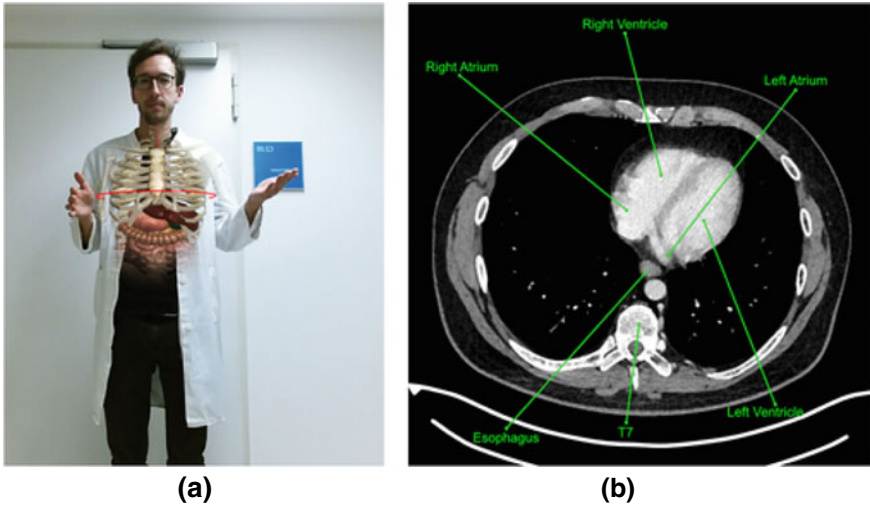 Right Ventricle
Right Atrium
Left Atrium
Left Ventricle
T7
Esophagus
(a)
(b)